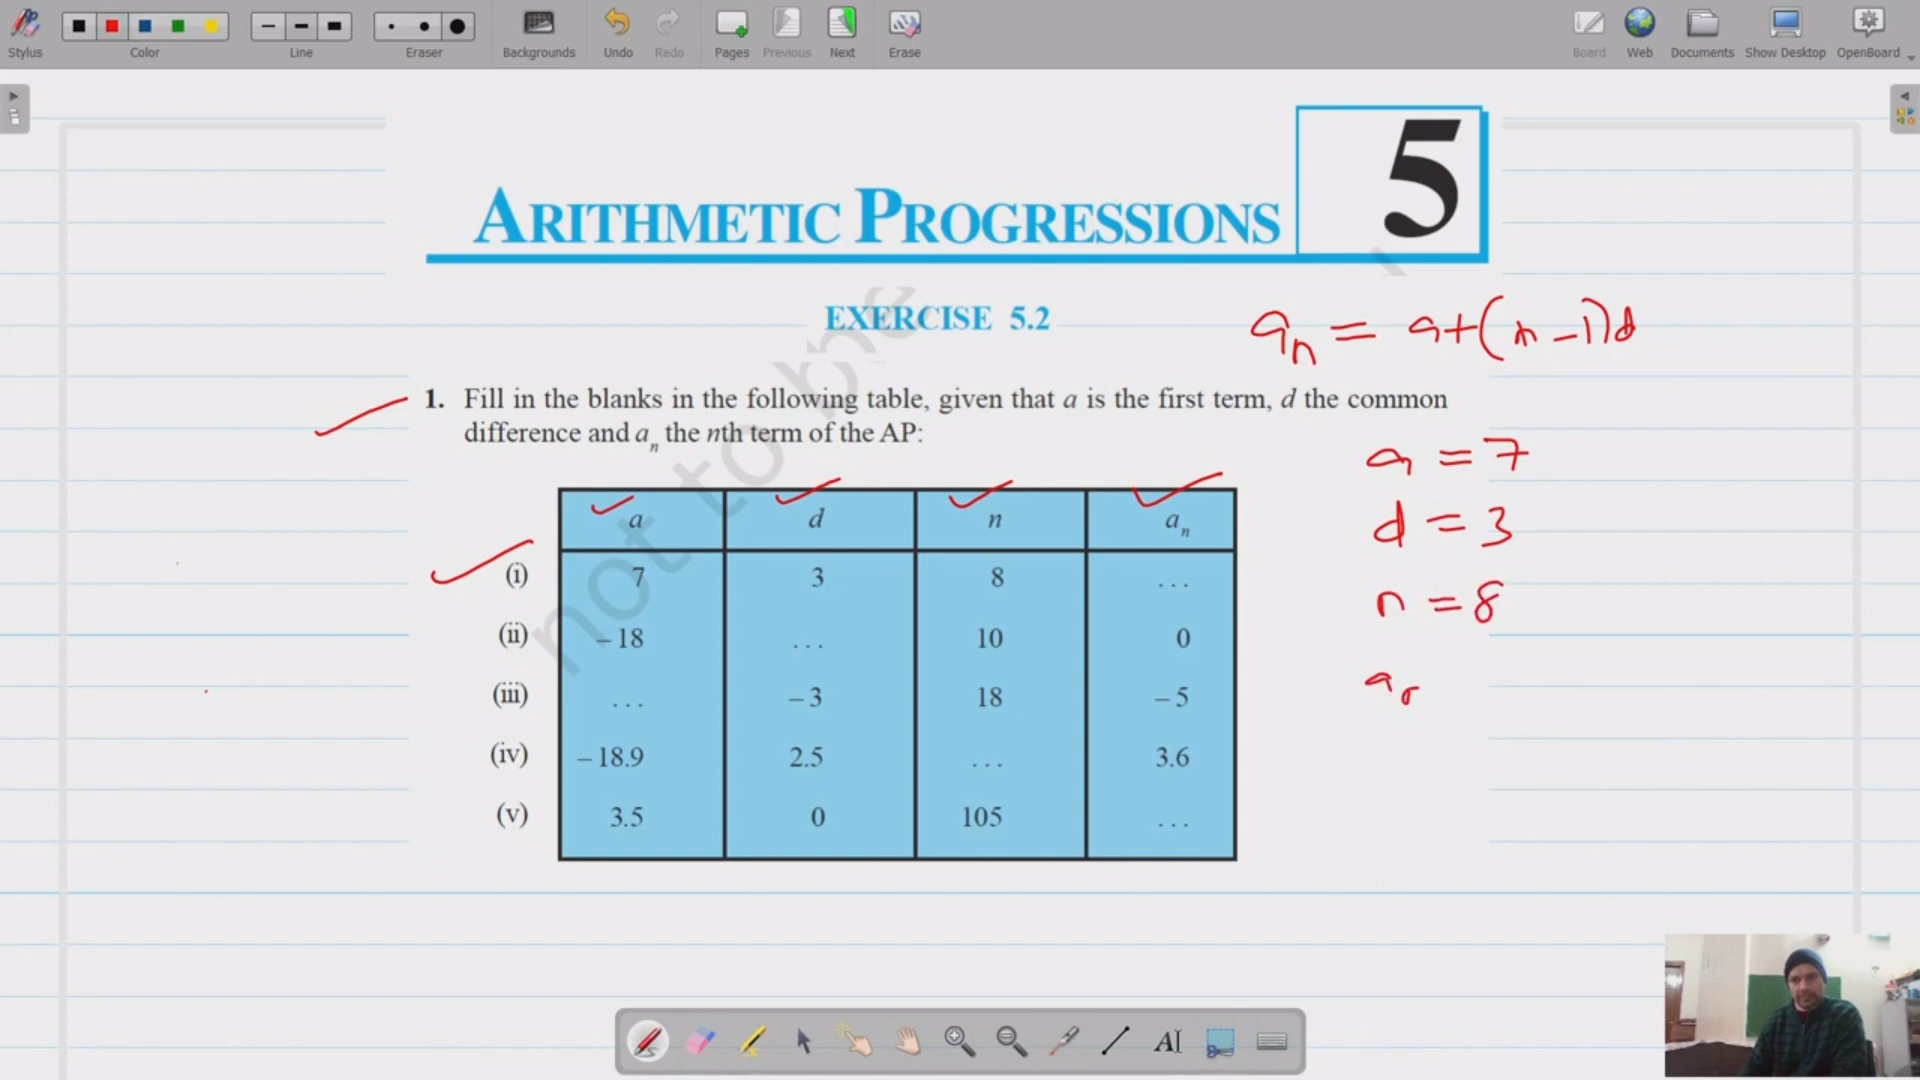 Stylus Color Line Eraser Backgrounds Undo Redo Pages Previous Next Erase Board Web Documents Show Desktop OpenBoard
ARITHMETIC PROGRESSIONS 5
EXERCISE 5.2
aₙ = a+(n-1)d
1. Fill in the blanks in the following table, given that a is the first term, d the common
difference and aₙ the nth term of the AP:
a d n aₙ
(i) 7 3 8 ...
(ii) – 18 ... 10 0
(iii) ... – 3 18 – 5
(iv) – 18.9 2.5 ... 3.6
(v) 3.5 0 105 ...
a = 7
d = 3
n = 8
not to be
AI